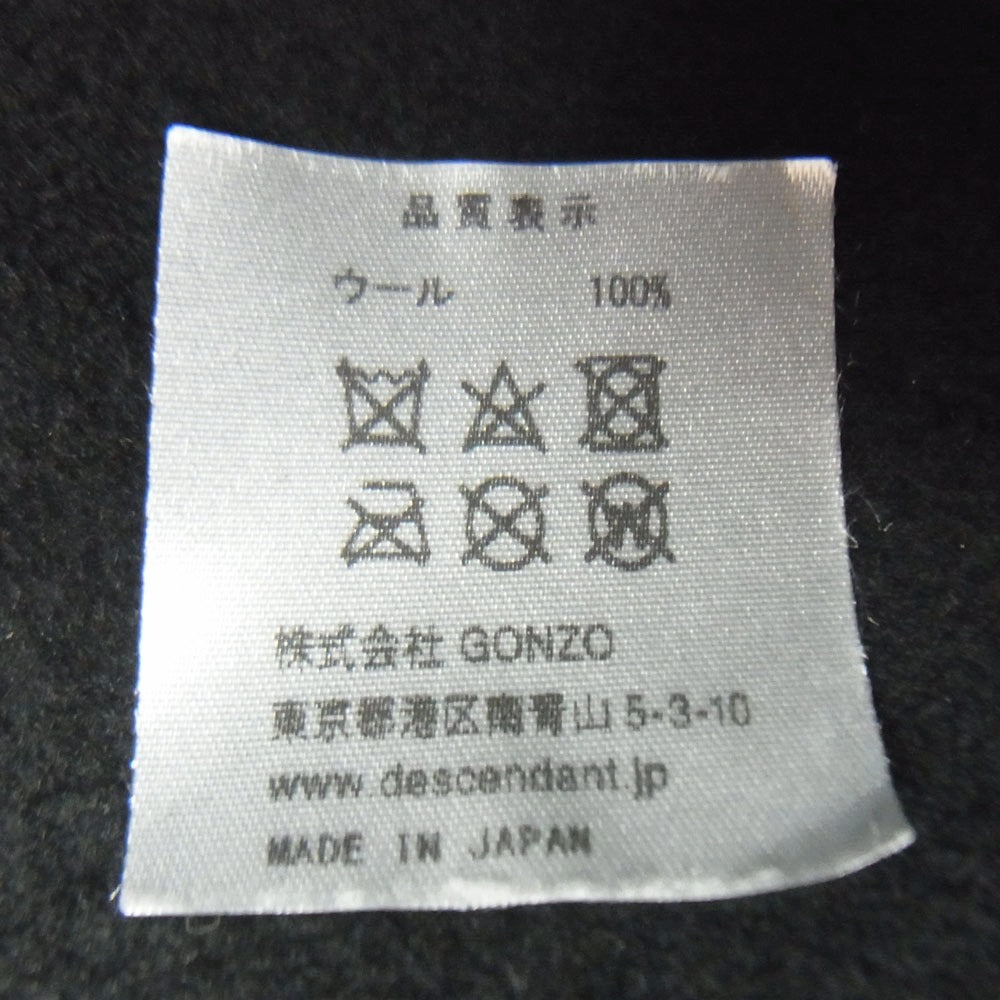 品質表示
ウール 100%
W
株式会社 GONZO
東京都港区南青山 5-3-10
www.descendant.jp
MADE IN JAPAN